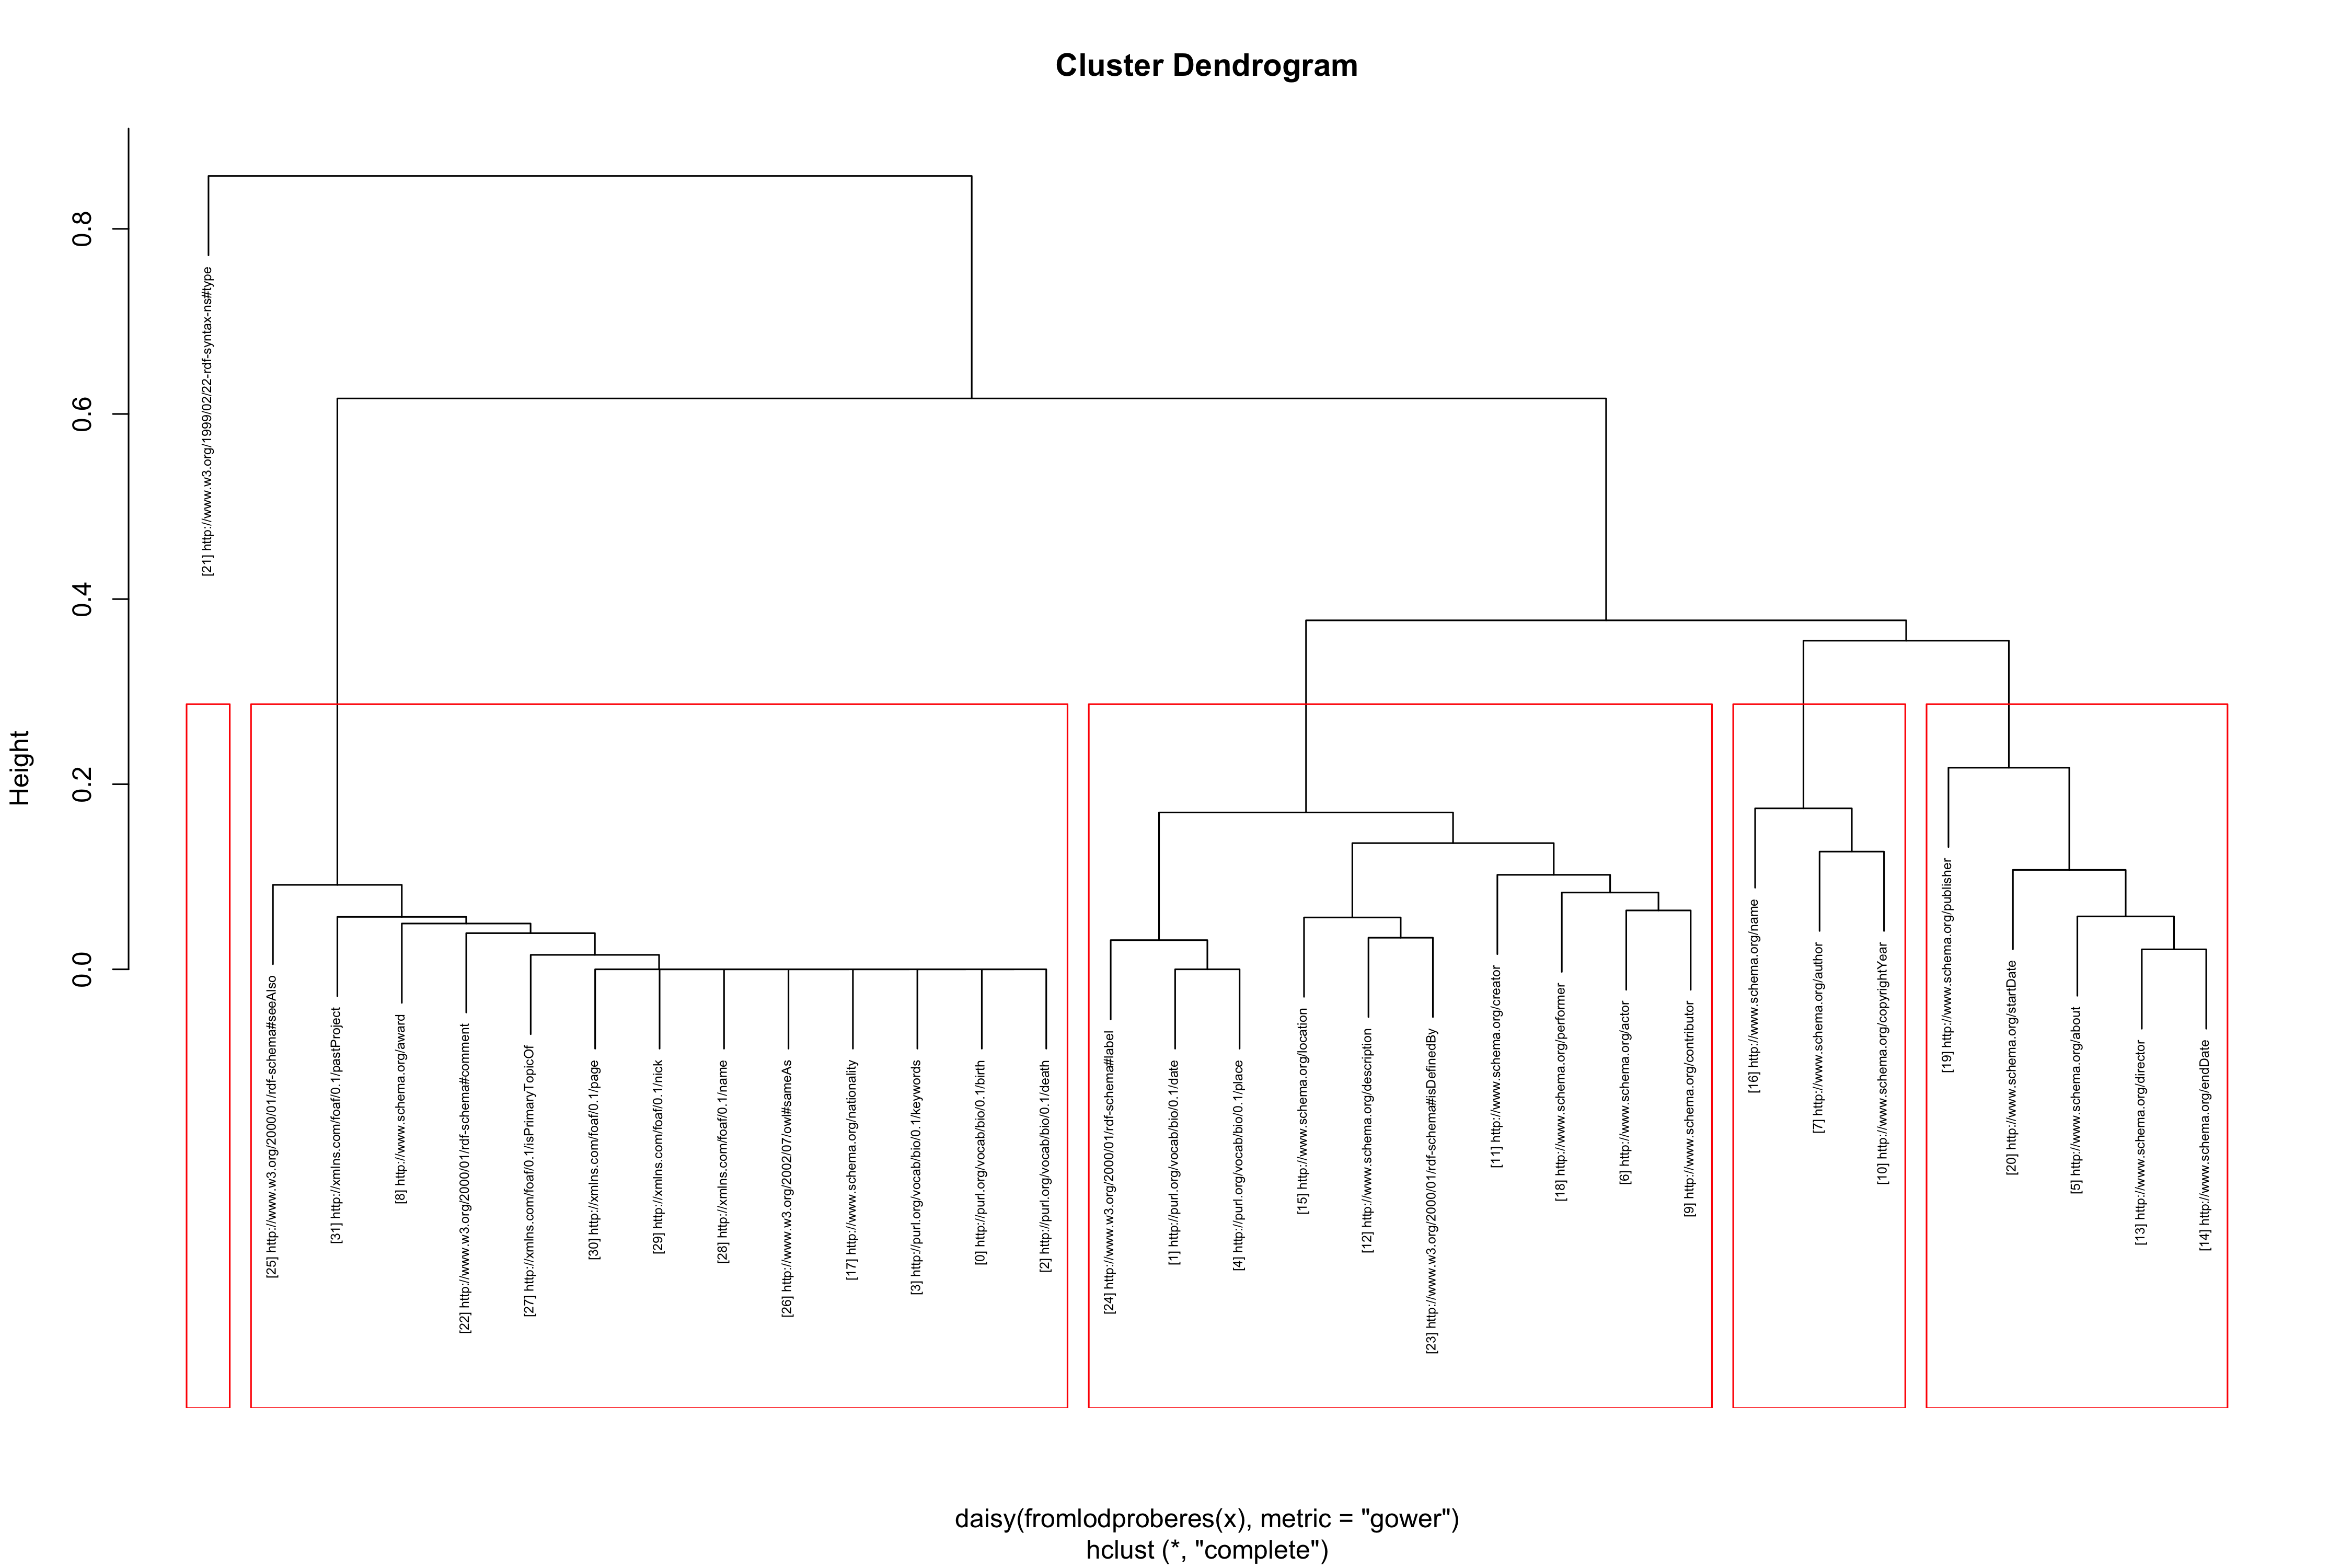 Cluster Dendrogram
Height
0.0
0.2
0.4
0.6
0.8
[21] http://www.w3.org/1999/02/22-rdf-syntax-ns#type
[25] http://www.w3.org/2000/01/rdf-schema#seeAlso
[31] http://xmlns.com/foaf/0.1/pastProject
[8] http://www.schema.org/award
[22] http://www.w3.org/2000/01/rdf-schema#comment
[27] http://xmlns.com/foaf/0.1/isPrimaryTopicOf
[30] http://xmlns.com/foaf/0.1/page
[29] http://xmlns.com/foaf/0.1/nick
[28] http://xmlns.com/foaf/0.1/name
[26] http://www.w3.org/2002/07/owl#sameAs
[17] http://www.schema.org/nationality
[3] http://purl.org/vocab/bio/0.1/keywords
[0] http://purl.org/vocab/bio/0.1/birth
[2] http://purl.org/vocab/bio/0.1/death
[24] http://www.w3.org/2000/01/rdf-schema#label
[1] http://purl.org/vocab/bio/0.1/date
[4] http://purl.org/vocab/bio/0.1/place
[15] http://www.schema.org/location
[12] http://www.schema.org/description
[23] http://www.w3.org/2000/01/rdf-schema#isDefinedBy
[11] http://www.schema.org/creator
[18] http://www.schema.org/performer
[6] http://www.schema.org/actor
[9] http://www.schema.org/contributor
[16] http://www.schema.org/name
[7] http://www.schema.org/author
[10] http://www.schema.org/copyrightYear
[19] http://www.schema.org/publisher
[20] http://www.schema.org/startDate
[5] http://www.schema.org/about
[13] http://www.schema.org/director
[14] http://www.schema.org/endDate
daisy(fromlodproberes(x), metric = "gower")
hclust (*, "complete")